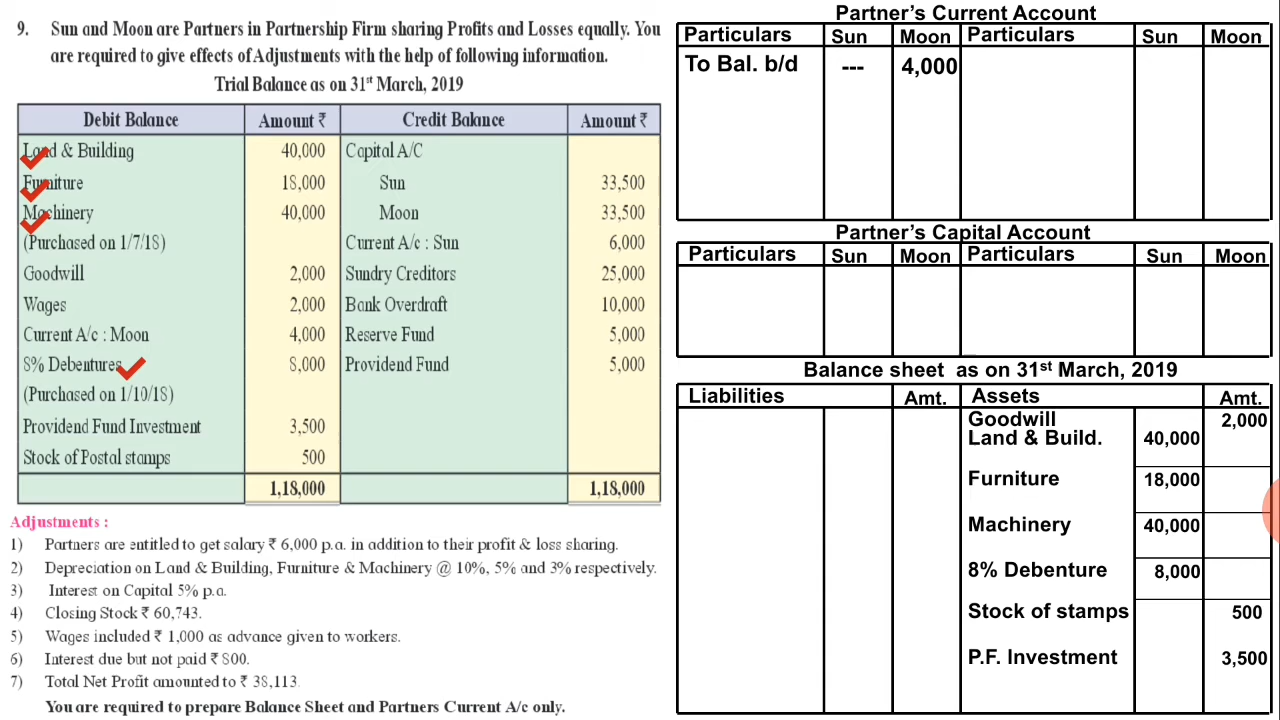 9. Sun and Moon are Partners in Partnership Firm sharing Profits and Losses equally. You
are required to give effects of Adjustments with the help of following information.
Trial Balance as on 31st March, 2019
Debit Balance Amount ₹ Credit Balance Amount ₹
Land & Building 40,000 Capital A/C
Furniture 18,000 Sun 33,500
Machinery 40,000 Moon 33,500
(Purchased on 1/7/18) Current A/c : Sun 6,000
Goodwill 2,000 Sundry Creditors 25,000
Wages 2,000 Bank Overdraft 10,000
Current A/c : Moon 4,000 Reserve Fund 5,000
8% Debentures 8,000 Providend Fund 5,000
(Purchased on 1/10/18)
Providend Fund Investment 3,500
Stock of Postal stamps 500
1,18,000 1,18,000
Adjustments :
1) Partners are entitled to get salary ₹ 6,000 p.a. in addition to their profit & loss sharing.
2) Depreciation on Land & Building, Furniture & Machinery @ 10%, 5% and 3% respectively.
3) Interest on Capital 5% p.a.
4) Closing Stock ₹ 60,743.
5) Wages included ₹ 1,000 as advance given to workers.
6) Interest due but not paid ₹ 800.
7) Total Net Profit amounted to ₹ 38,113.
You are required to prepare Balance Sheet and Partners Current A/c only.
Partner's Current Account
Particulars Sun Moon Particulars Sun Moon
To Bal. b/d --- 4,000
Partner's Capital Account
Particulars Sun Moon Particulars Sun Moon
Balance sheet as on 31st March, 2019
Liabilities Amt. Assets Amt.
Goodwill 2,000
Land & Build. 40,000
Furniture 18,000
Machinery 40,000
8% Debenture 8,000
Stock of stamps 500
P.F. Investment 3,500